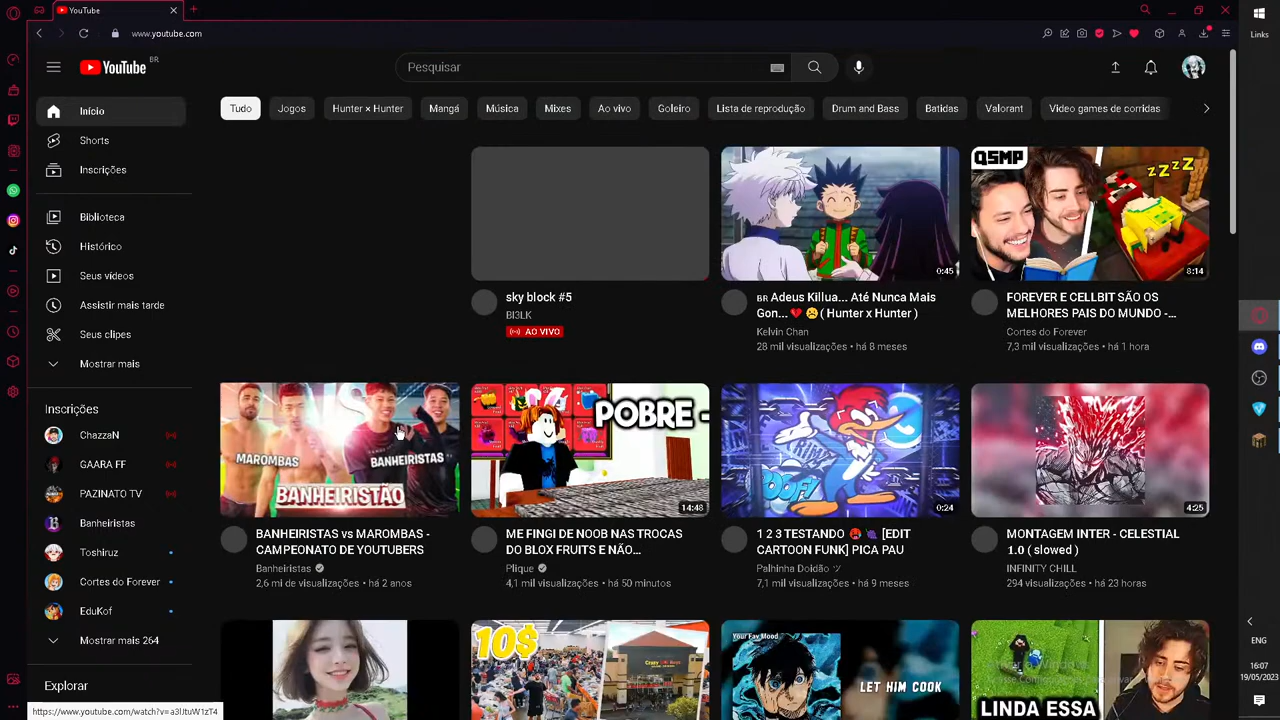 YouTube
Links
www.youtube.com
YouTube BR
Pesquisar
Início
Shorts
Inscrições
Biblioteca
Histórico
Seus vídeos
Assistir mais tarde
Seus clipes
Mostrar mais
Inscrições
ChazzaN
GAARA FF
PAZINATO TV
Banheiristas
Toshiruz
Cortes do Forever
EduKof
Mostrar mais 264
Explorar
Tudo
Jogos
Hunter × Hunter
Mangá
Música
Mixes
Ao vivo
Goleiro
Lista de reprodução
Drum and Bass
Batidas
Valorant
Video games de corridas
sky block #5
BI3LK
AO VIVO
0:45
BR Adeus Killua... Até Nunca Mais
Gon...💔 😥 ( Hunter x Hunter )
Kelvin Chan
28 mil visualizações • há 8 meses
QSMP
zZZZ
8:14
FOREVER E CELLBIT SÃO OS
MELHORES PAIS DO MUNDO -...
Cortes do Forever
7,3 mil visualizações • há 1 hora
VS
MAROMBAS
BANHEIRISTAS
BANHEIRISTÃO
BANHEIRISTAS vs MAROMBAS -
CAMPEONATO DE YOUTUBERS
Banheiristas
2,6 mi de visualizações • há 2 anos
POBRE -
14:48
ME FINGI DE NOOB NAS TROCAS
DO BLOX FRUITS E NÃO...
Plique
4,1 mil visualizações • há 50 minutos
0:24
1 2 3 TESTANDO 🥵🍇 [EDIT
CARTOON FUNK] PICA PAU
Palhinha Doidão ツ
7,1 mil visualizações • há 9 meses
4:25
MONTAGEM INTER - CELESTIAL
1.0 ( slowed )
INFINITY CHILL
294 visualizações • há 23 horas
10$
Your Fav Mood
LET HIM COOK
LINDA ESSA
https://www.youtube.com/watch?v=a3lJtuW1zT4
ENG
16:07
19/05/2023